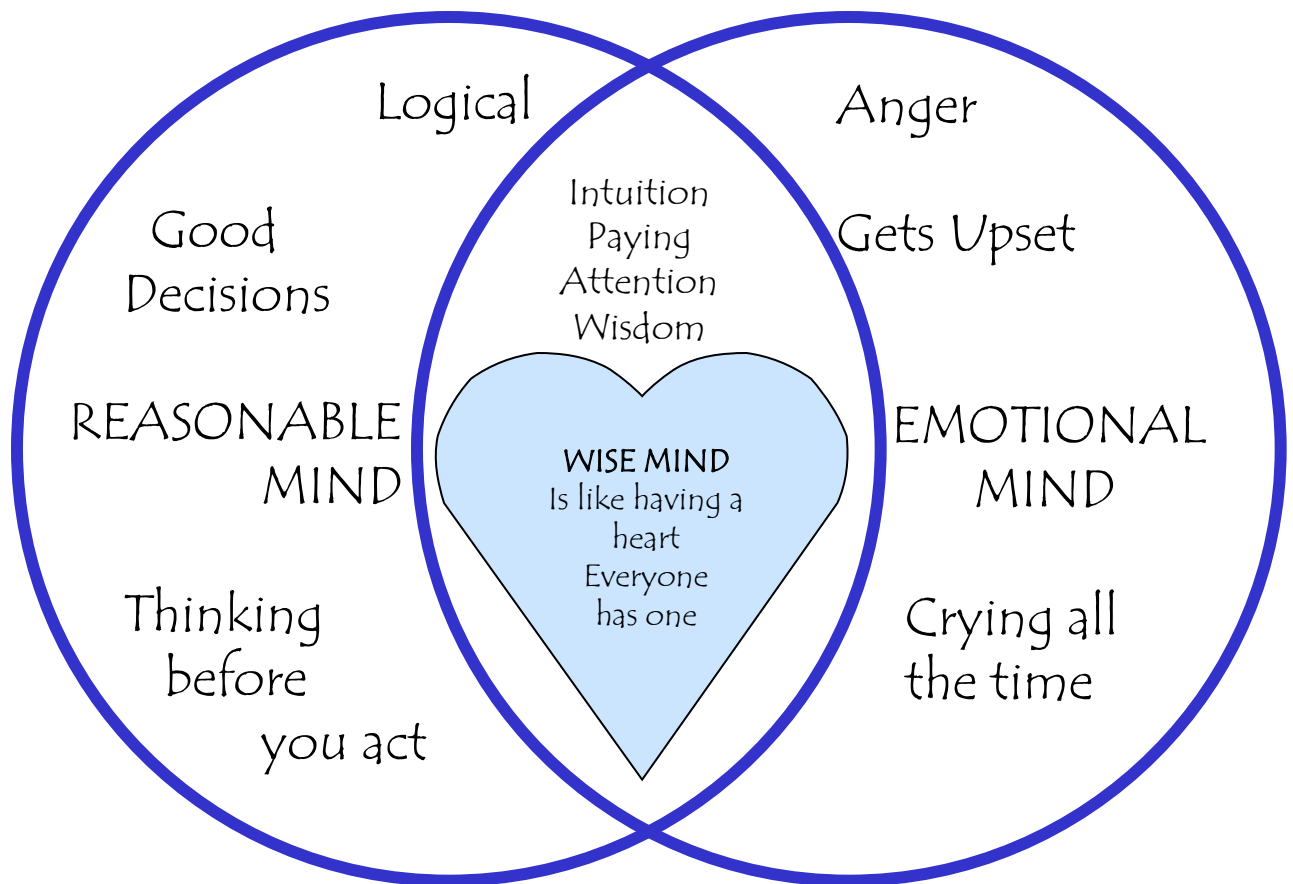 Logical
Good
Decisions
REASONABLE
MIND
Thinking
before
you act
Intuition
Paying
Attention
Wisdom
WISE MIND
Is like having a
heart
Everyone
has one
Anger
Gets Upset
EMOTIONAL
MIND
Crying all
the time